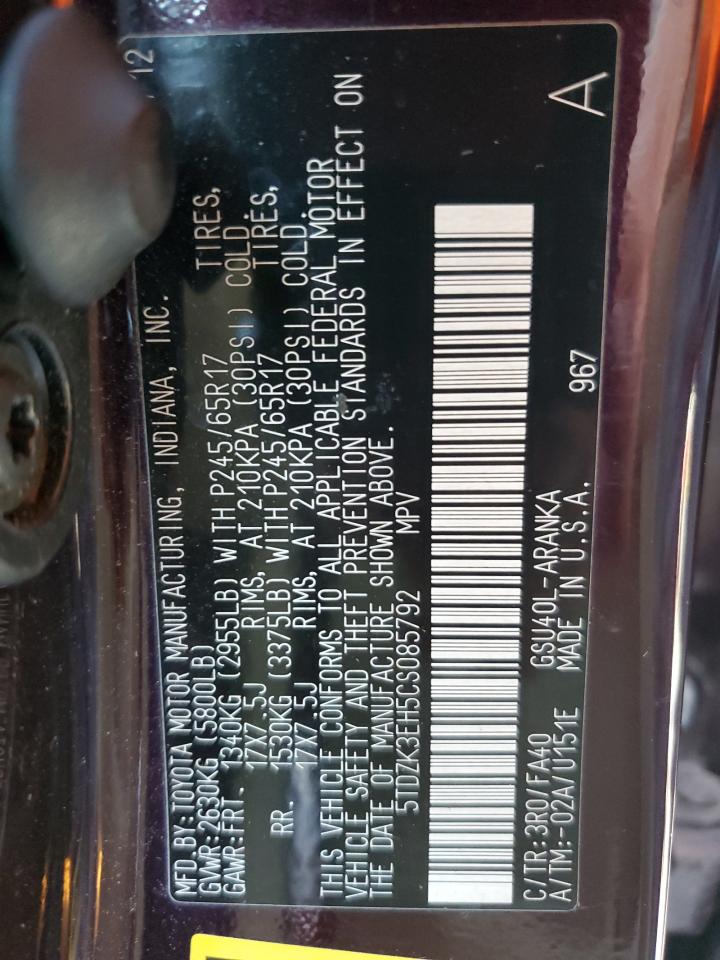 MFD. BY: TOYOTA MOTOR MANUFACTURING, INDIANA, INC. /12
GVWR: 2630KG (5800LB)
GAWR: FRT. 1340KG (2955LB) WITH P245/65R17 TIRES,
17X7.5J RIMS, AT 210KPA (30PSI) COLD.
RR. 1530KG (3375LB) WITH P245/65R17 TIRES,
17X7.5J RIMS, AT 210KPA (30PSI) COLD.
THIS VEHICLE CONFORMS TO ALL APPLICABLE FEDERAL MOTOR
VEHICLE SAFETY AND THEFT PREVENTION STANDARDS IN EFFECT ON
THE DATE OF MANUFACTURE SHOWN ABOVE.
5TDZK3EH5CS085792 MPV
C/TR: 3R0/FA40 GSU40L-ARANKA 967 A
A/TM: -02A/U151E MADE IN U.S.A.